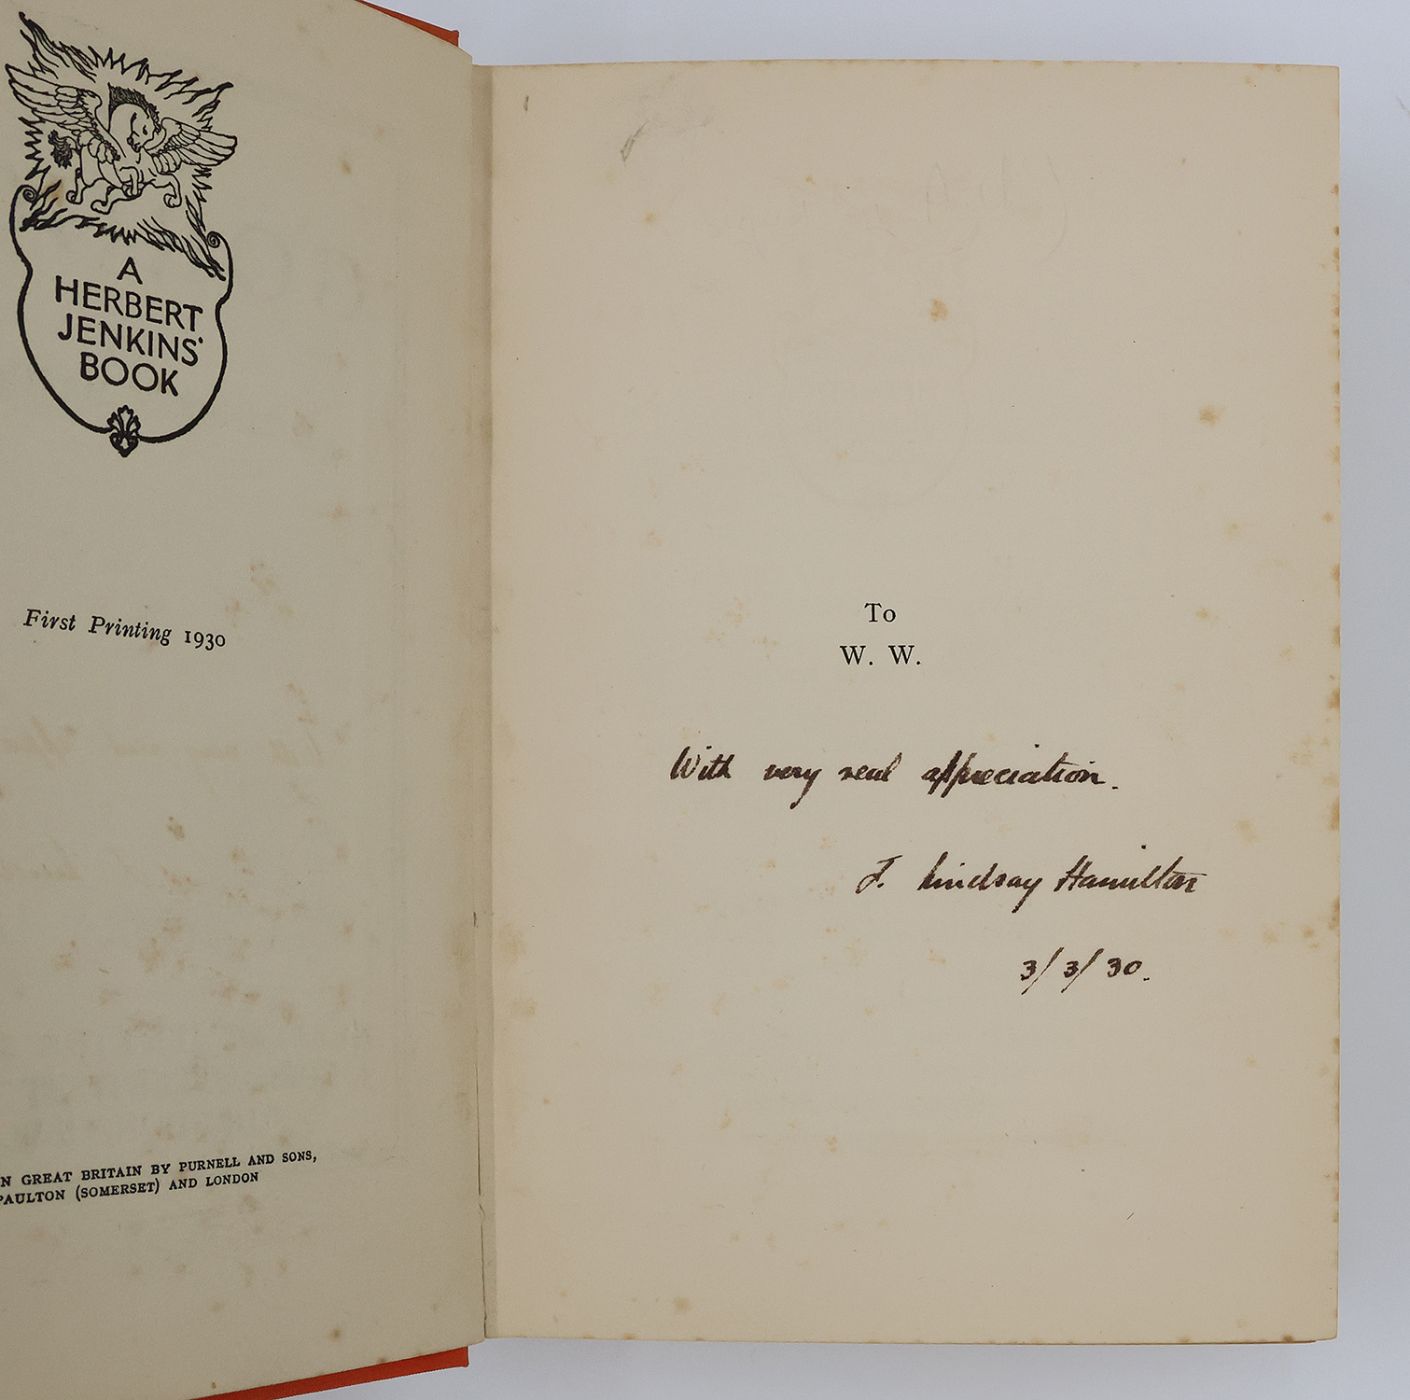 A
HERBERT
JENKINS'
BOOK
First Printing 1930
N GREAT BRITAIN BY PURNELL AND SONS,
PAULTON (SOMERSET) AND LONDON
To
W. W.
With very real appreciation.
J. Lindsay Hamilton
3/3/30.